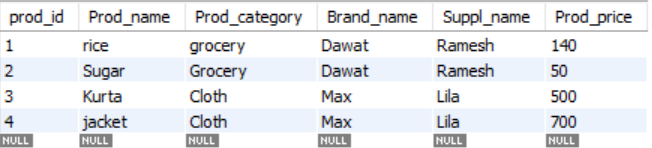 prod_id Prod_name Prod_category Brand_name Suppl_name Prod_price
1 rice grocery Dawat Ramesh 140
2 Sugar Grocery Dawat Ramesh 50
3 Kurta Cloth Max Lila 500
4 jacket Cloth Max Lila 700
NULL NULL NULL NULL NULL NULL